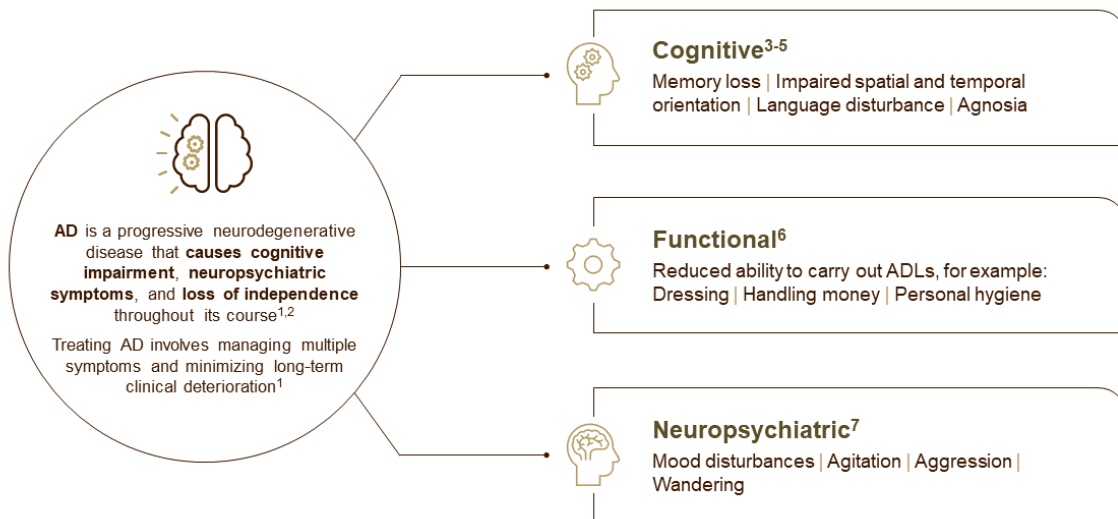 AD is a progressive neurodegenerative
disease that causes cognitive
impairment, neuropsychiatric
symptoms, and loss of independence
throughout its course1,2
Treating AD involves managing multiple
symptoms and minimizing long-term
clinical deterioration1
Cognitive3-5
Memory loss | Impaired spatial and temporal
orientation | Language disturbance | Agnosia
Functional6
Reduced ability to carry out ADLs, for example:
Dressing | Handling money | Personal hygiene
Neuropsychiatric7
Mood disturbances | Agitation | Aggression |
Wandering